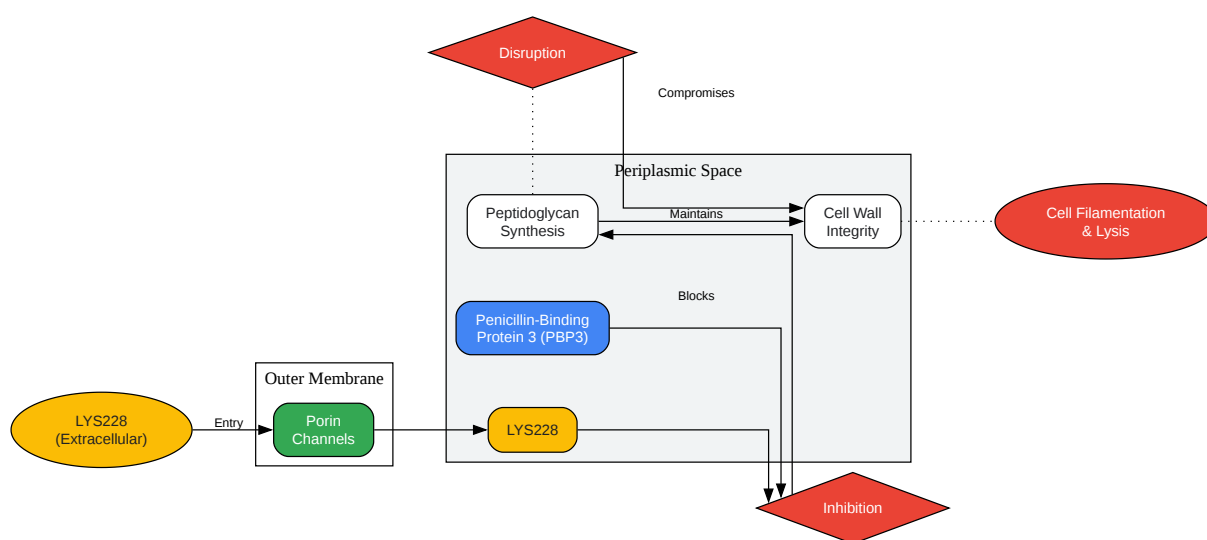 Disruption
Compromises
Periplasmic Space
Peptidoglycan
Synthesis
Maintains
Cell Wall
Integrity
Cell Filamentation
& Lysis
Blocks
Penicillin-Binding
Protein 3 (PBP3)
Outer Membrane
LYS228
(Extracellular)
Entry
Porin
Channels
LYS228
Inhibition